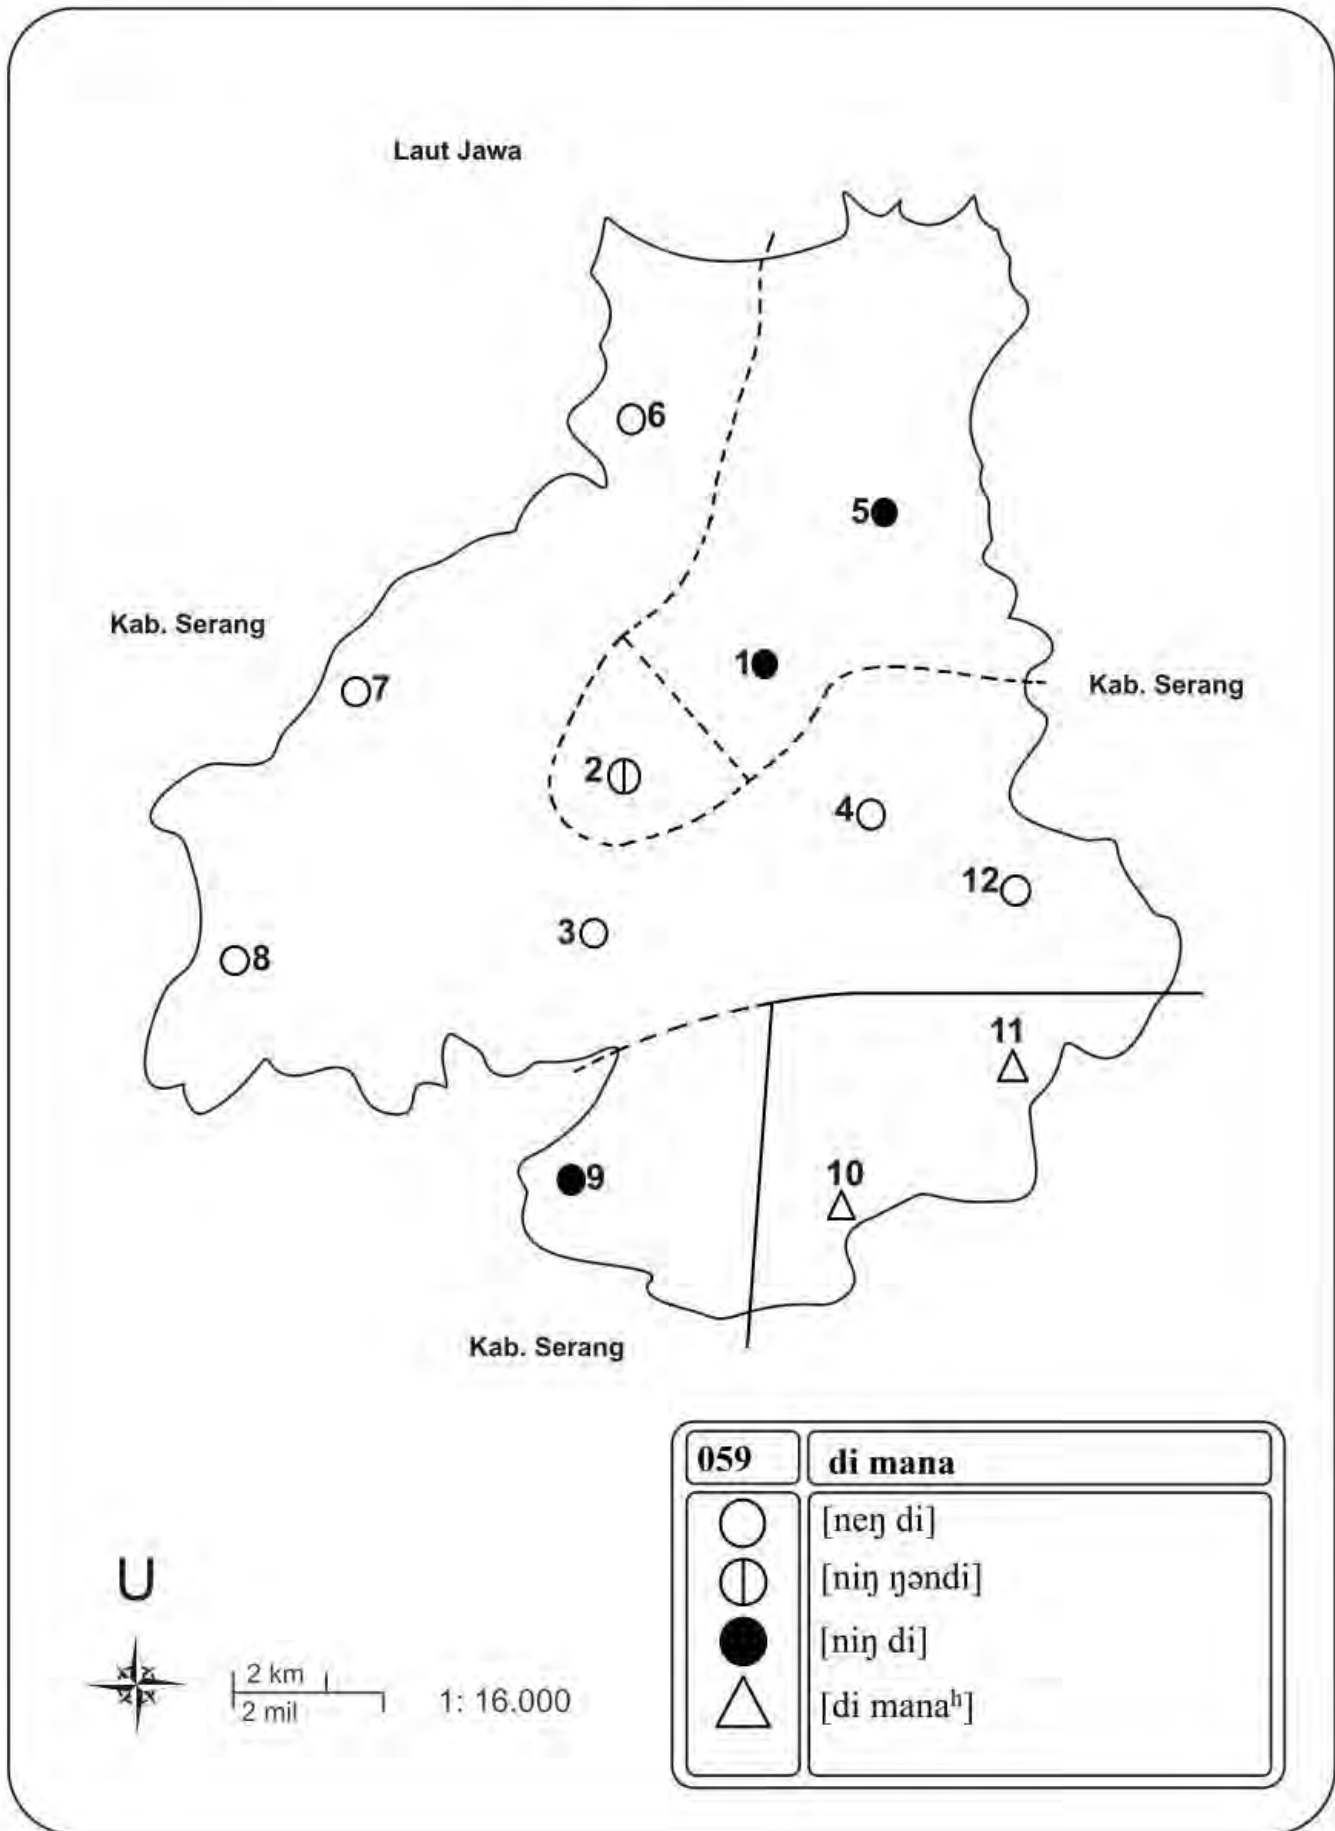 Laut Jawa
6
5
Kab. Serang
1
7
Kab. Serang
2
4
12
3
8
11
10
9
Kab. Serang
059 di mana
[neŋ di]
[niŋ ŋəndi]
[niŋ di]
[di manaʰ]
U
2 km
2 mil
1: 16.000